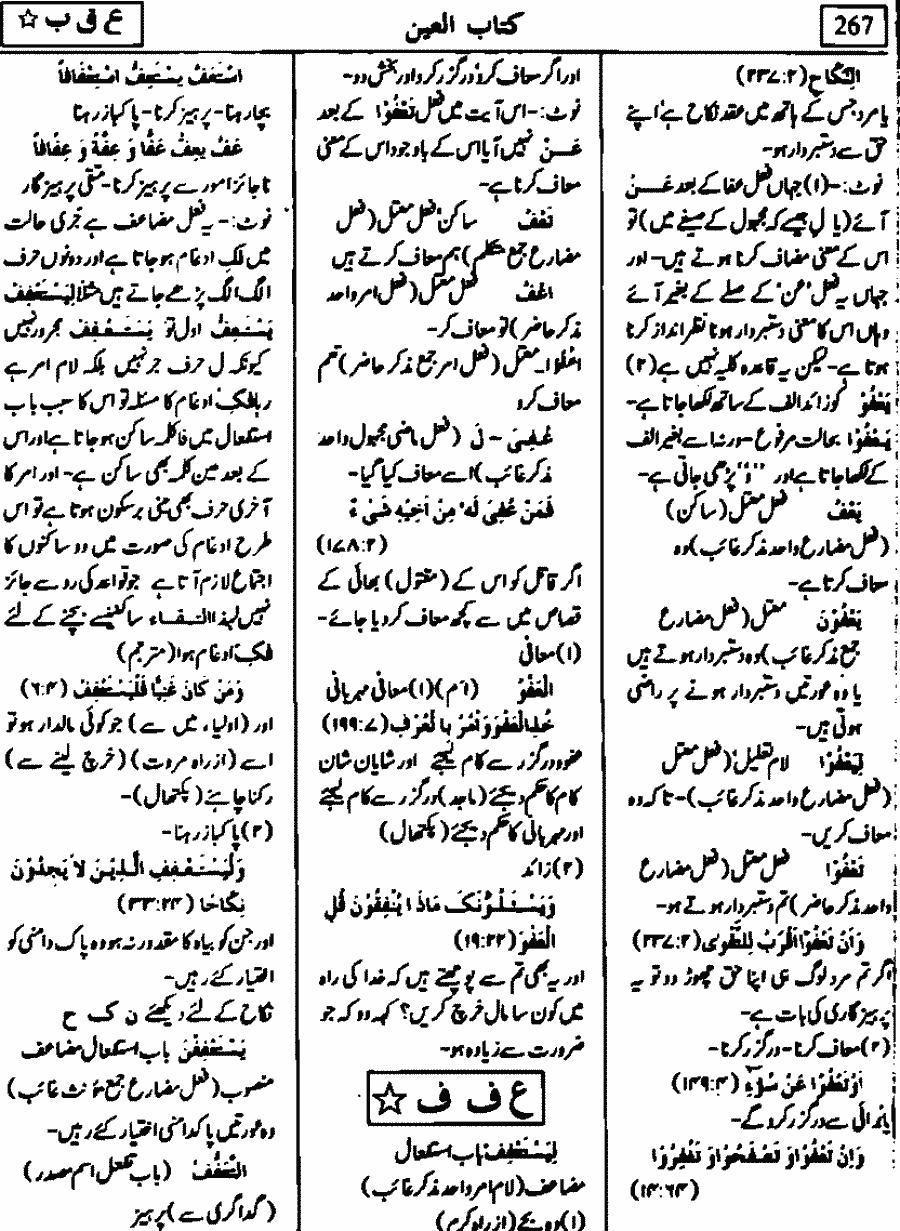 267
کتاب العین
ع ق ب ☆
النِّکَاحِ (۲:۲۳۷)
یا مرد جس کے ہاتھ میں عقد نکاح ہے اپنے
حق سے دستبردار ہو۔
نوٹ:۔(۱) جہاں فعل عفا کے بعد عَــنْ
آئے (یا لِ جیسے کہ مجہول کے صیغے میں) تو
اس کے معنی مضاف کرنا ہوتے ہیں۔ اور
جہاں یہ فعل 'عن' کے صلے کے بغیر آئے
وہاں اس کا معنی دستبردار ہونا نظر انداز کرنا
ہوتا ہے۔ لیکن یہ قاعدہ کلیہ نہیں ہے (۲)
یَعْفُوْ کو زائد الف کے ساتھ لکھا جاتا ہے۔
یَـعْفُوْا بحالت مرفوع۔ ورنہ اسے بغیر الف
کے لکھا جاتا ہے اور "وْ" پڑھی جاتی ہے۔
یَعْفُ فعل معتل (ساکن)
(فعل مضارع واحد مذکر غائب) وہ
معاف کرتا ہے۔
یَعْفُوْنَ معتل (فعل مضارع
جمع مذکر غائب) وہ دستبردار ہوتے ہیں
یا وہ عورتیں دستبردار ہونے پر راضی
ہوتی ہیں۔
لِیَعْفُوْا لام تعلیل؛ (فعل معتل
(فعل مضارع واحد مذکر غائب)۔ تاکہ وہ
معاف کریں۔
تَعْفُوْا فعل معتل (فعل مضارع
واحد مذکر حاضر) تم دستبردار ہوتے ہو۔
وَاَنْ تَعْفُوْا اَقْرَبُ لِلتَّقْوٰی (۲:۲۳۷)
اگر تم مرد لوگ ہی اپنا حق چھوڑ دو تو یہ
پرہیزگاری کی بات ہے۔
(۲) معاف کرنا۔ درگزر کرنا۔
اَوْتَعْفُوْا عَنْ سُوْٓءٍ (۴:۱۴۹)
یا برائی سے درگزر کرو گے۔
وَاِنْ تَعْفُوْا وَ تَصْفَحُوْا وَ تَغْفِرُوْا
(۶۴:۱۴)
اور اگر معاف کرو درگزر کرو اور بخش دو۔
نوٹ:۔ اس آیت میں فعل تَعْفُوْا کے بعد
عَــنْ نہیں آیا اس کے باوجود اس کے معنی
معاف کرنا ہے۔
نَعْفُ ساکن' فعل معتل (فعل
مضارع جمع متکلم) ہم معاف کرتے ہیں
اعْفُ فعل معتل (فعل امر واحد
مذکر حاضر) تو معاف کر۔
اعْفُوْا۔ معتل (فعل امر جمع مذکر حاضر) تم
معاف کرو
عُفِیَ ۔ لَ (فعل ماضی مجہول واحد
مذکر غائب) اسے معاف کیا گیا۔
فَمَنْ عُفِیَ لَهٗ مِنْ اَخِیْهِ شَیْءٌ
(۲:۱۷۸)
اگر قاتل کو اس کے (مقتول) بھائی کے
قصاص میں سے کچھ معاف کر دیا جائے۔
(۱) معافی
الْعَفْوُ (ا م) (۱) معافی مہربانی
خُذِالْعَفْوَ وَ اْمُرْ بِالْعُرْفِ (۷:۱۹۹)
عفو درگزر سے کام لیجئے اور شایان شان
کام کا حکم دیجئے (ماجد) درگزر سے کام لیجئے
اور مہربانی کا حکم دیجئے (پکتھال)
(۲) زائد
وَ یَسْـئَـلُوْنَکَ مَاذَا یُنْفِقُوْنَ قُلِ
الْعَفْوَ (۲:۲۱۹)
اور یہ بھی تم سے پوچھتے ہیں کہ خدا کی راہ
میں کون سا مال خرچ کریں؟ کہہ دو کہ جو
ضرورت سے زیادہ ہو۔
ع ف ف ☆
لِیَسْتَعْفِفْ باب استفعال
مضاعف (لام امر واحد مذکر غائب)
(۱) وہ بچے (از راہ کرم)
اسْتَعَفَّ یَسْتَعِفُّ اسْتِعْفَافًا
بچا رہنا۔ پرہیز کرنا۔ پاکباز رہنا
عَفَّ یَعِفُّ عَفًّا وَ عِفَّةً وَ عِفَافًا
نا جائز امور سے پرہیز کرنا۔ متقی پرہیز گار
نوٹ:۔ یہ فعل مضاعف ہے جزی حالت
میں فک ادغام ہو جاتا ہے اور دونوں حرف
الگ الگ پڑھے جاتے ہیں مثلاً لِیَسْتَعْفِفْ
یَسْتَعِفُّ اول تو یَسْتَعْفِفْ مجرور نہیں
کیونکہ ل حرف جر نہیں بلکہ لام امر ہے
رہا فک ادغام کا مسئلہ تو اس کا سبب باب
استفعال میں فا کلمہ ساکن ہو جاتا ہے اور اس
کے بعد عین کلمہ بھی ساکن ہے۔ اور امر کا
آخری حرف بھی مبنی بر سکون ہوتا ہے تو اس
طرح ادغام کی صورت میں دو ساکنوں کا
اجتماع لازم آتا ہے جو قواعد کی رو سے جائز
نہیں لہذا التــقــاء ساکنین سے بچنے کے لئے
فک ادغام ہوا (مترجم)
وَ مَنْ کَانَ غَنِیًّا فَلْیَسْتَعْفِفْ (۴:۶)
اور (اولیاء میں سے) جو کوئی مالدار ہو تو
اسے (از راہ مروت) (خرچ لینے سے)
رکنا چاہئے (پکتھال)۔
(۲) پاکباز رہنا۔
وَلْیَسْتَعْفِفِ الَّذِیْنَ لَا یَجِدُوْنَ
نِکَاحًا (۲۴:۳۳)
اور جن کو بیاہ کا مقدور نہ ہو وہ پاک دامنی کو
اختیار کئے رہیں۔
نکاح کے لئے دیکھئے ن ک ح
یَسْتَعْفِفْنَ باب استفعال مضاعف
منصوب (فعل مضارع جمع مؤنث غائب)
وہ عورتیں پاکدامنی اختیار کئے رہیں۔
التَّعَفُّفُ (باب تفعل اسم مصدر)
(گداگری سے) پرہیز